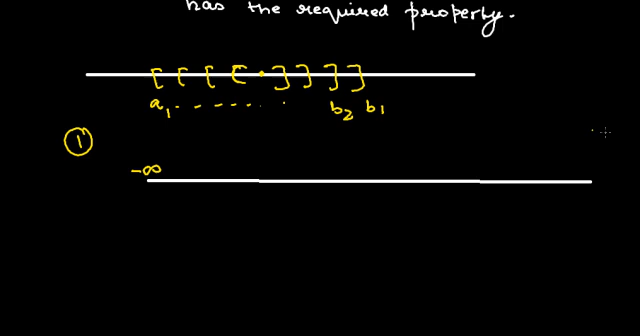 has the required property.
[ [ [ [ . ] ] ] ]
a₁ . - - - - . . b₂ b₁
①
-∞